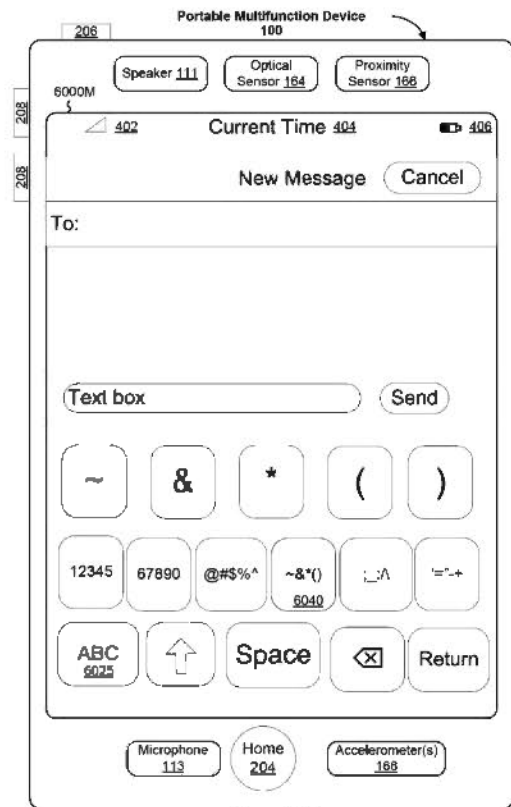 Portable Multifunction Device
100
206
Speaker 111
Optical
Sensor 164
Proximity
Sensor 166
6000M
208
402
Current Time 404
406
208
New Message
Cancel
To:
Text box
Send
~ & * ( )
12345 67890 @#$%^ ~&*() ;_:/\ '="-+
6040
ABC
6025
Space
Return
Microphone
113
Home
204
Accelerometer(s)
168